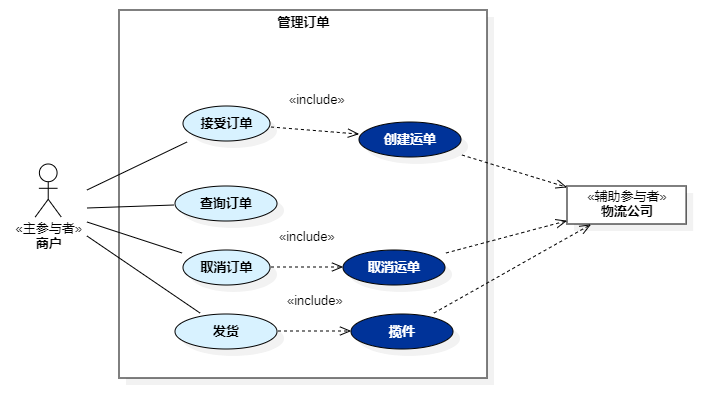 管理订单
«include»
接受订单
创建运单
«辅助参与者»
物流公司
查询订单
«主参与者»
商户
«include»
取消订单
取消运单
«include»
发货
揽件